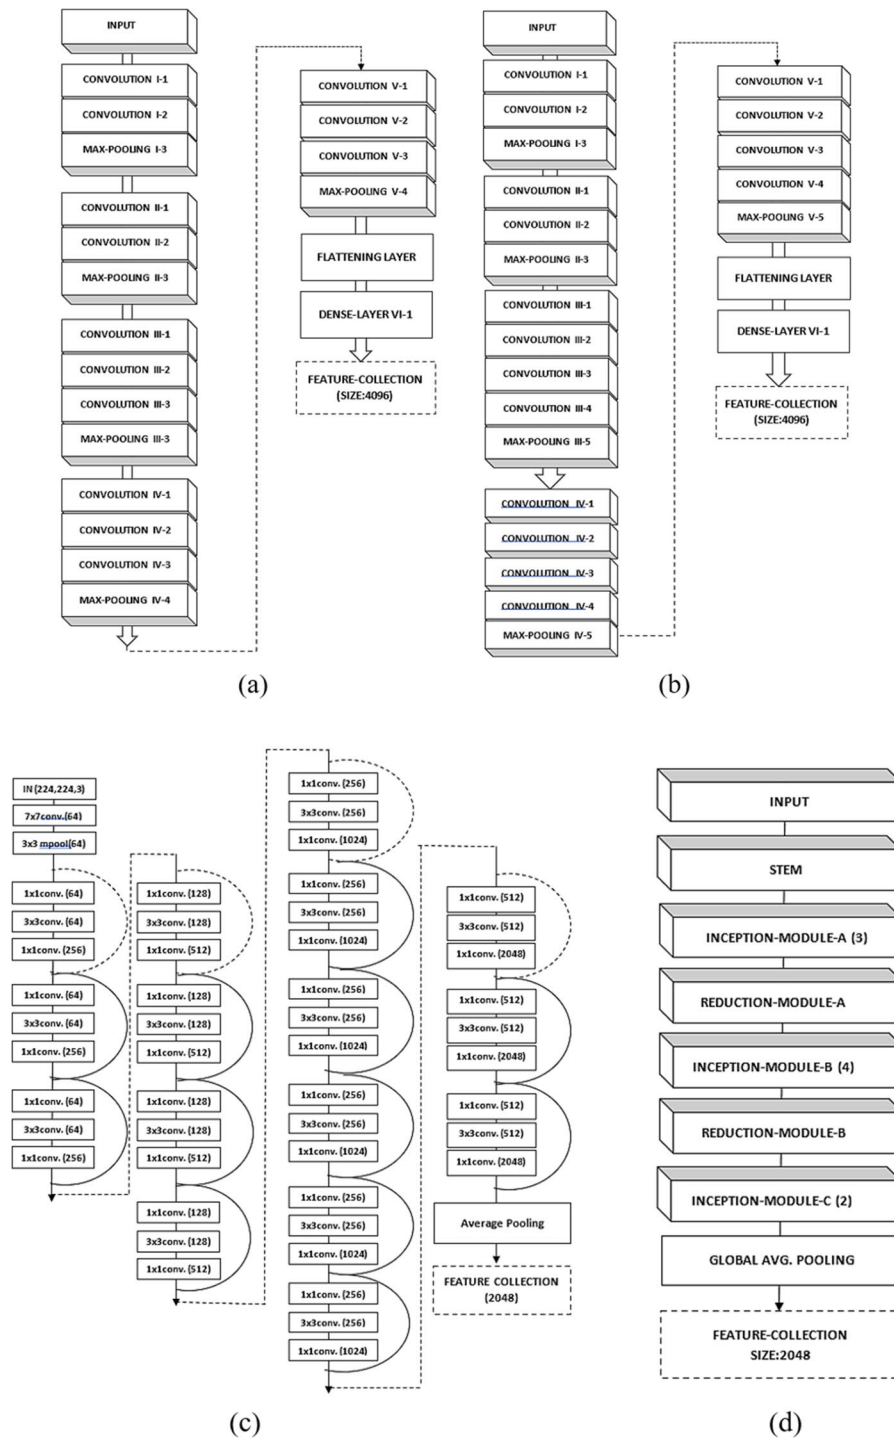 INPUT
CONVOLUTION I-1
CONVOLUTION I-2
MAX-POOLING I-3
CONVOLUTION II-1
CONVOLUTION II-2
MAX-POOLING II-3
CONVOLUTION III-1
CONVOLUTION III-2
CONVOLUTION III-3
MAX-POOLING III-3
CONVOLUTION IV-1
CONVOLUTION IV-2
CONVOLUTION IV-3
MAX-POOLING IV-4
CONVOLUTION V-1
CONVOLUTION V-2
CONVOLUTION V-3
MAX-POOLING V-4
FLATTENING LAYER
DENSE-LAYER VI-1
FEATURE-COLLECTION
(SIZE:4096)
(a)
INPUT
CONVOLUTION I-1
CONVOLUTION I-2
MAX-POOLING I-3
CONVOLUTION II-1
CONVOLUTION II-2
MAX-POOLING II-3
CONVOLUTION III-1
CONVOLUTION III-2
CONVOLUTION III-3
CONVOLUTION III-4
MAX-POOLING III-5
CONVOLUTION IV-1
CONVOLUTION IV-2
CONVOLUTION IV-3
CONVOLUTION IV-4
MAX-POOLING IV-5
CONVOLUTION V-1
CONVOLUTION V-2
CONVOLUTION V-3
CONVOLUTION V-4
MAX-POOLING V-5
FLATTENING LAYER
DENSE-LAYER VI-1
FEATURE-COLLECTION
(SIZE:4096)
(b)
IN (224,224,3)
7x7conv.(64)
3x3 mpool(64)
1x1conv. (64)
3x3conv. (64)
1x1conv. (256)
1x1conv. (64)
3x3conv. (64)
1x1conv. (256)
1x1conv. (64)
3x3conv. (64)
1x1conv. (256)
1x1conv. (128)
3x3conv. (128)
1x1conv. (512)
1x1conv. (128)
3x3conv. (128)
1x1conv. (512)
1x1conv. (128)
3x3conv. (128)
1x1conv. (512)
1x1conv. (128)
3x3conv. (128)
1x1conv. (512)
1x1conv. (256)
3x3conv. (256)
1x1conv. (1024)
1x1conv. (256)
3x3conv. (256)
1x1conv. (1024)
1x1conv. (256)
3x3conv. (256)
1x1conv. (1024)
1x1conv. (256)
3x3conv. (256)
1x1conv. (1024)
1x1conv. (256)
3x3conv. (256)
1x1conv. (1024)
1x1conv. (256)
3x3conv. (256)
1x1conv. (1024)
1x1conv. (512)
3x3conv. (512)
1x1conv. (2048)
1x1conv. (512)
3x3conv. (512)
1x1conv. (2048)
1x1conv. (512)
3x3conv. (512)
1x1conv. (2048)
Average Pooling
FEATURE COLLECTION
(2048)
(c)
INPUT
STEM
INCEPTION-MODULE-A (3)
REDUCTION-MODULE-A
INCEPTION-MODULE-B (4)
REDUCTION-MODULE-B
INCEPTION-MODULE-C (2)
GLOBAL AVG. POOLING
FEATURE-COLLECTION
SIZE:2048
(d)